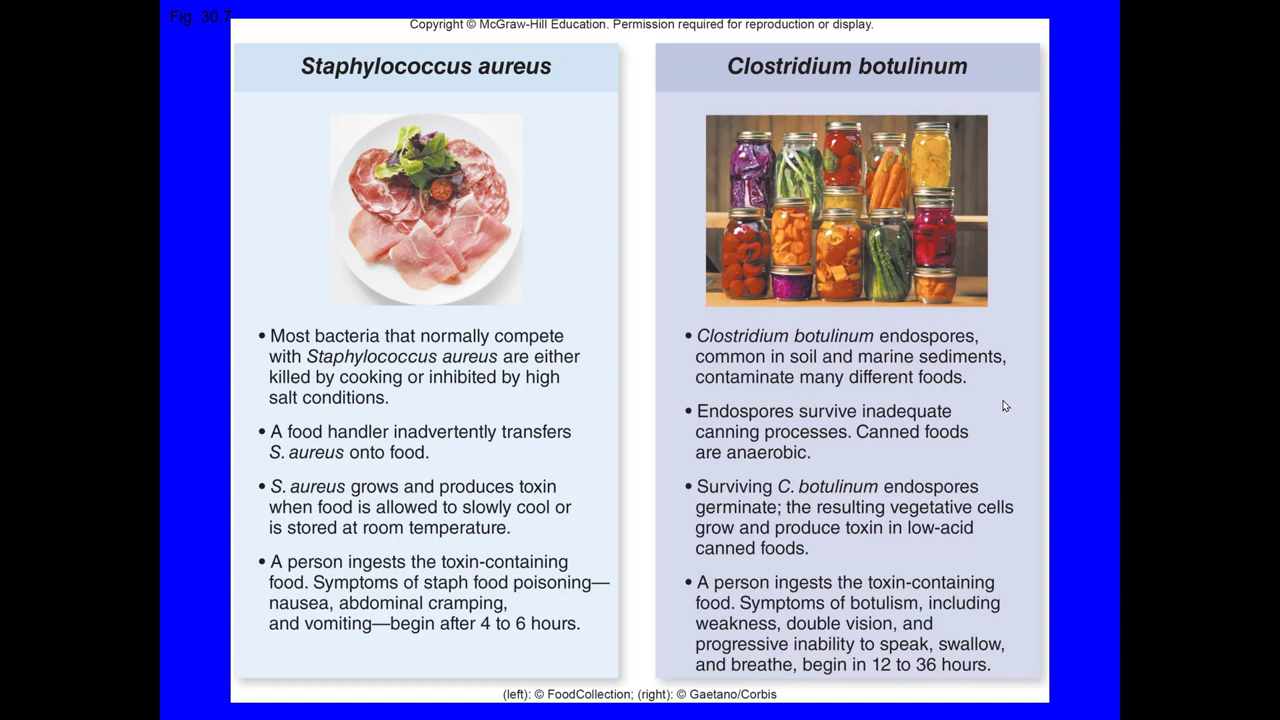 Fig. 30.7
Copyright © McGraw-Hill Education. Permission required for reproduction or display.
Staphylococcus aureus
• Most bacteria that normally compete
with Staphylococcus aureus are either
killed by cooking or inhibited by high
salt conditions.
• A food handler inadvertently transfers
S. aureus onto food.
• S. aureus grows and produces toxin
when food is allowed to slowly cool or
is stored at room temperature.
• A person ingests the toxin-containing
food. Symptoms of staph food poisoning—
nausea, abdominal cramping,
and vomiting—begin after 4 to 6 hours.
Clostridium botulinum
• Clostridium botulinum endospores,
common in soil and marine sediments,
contaminate many different foods.
• Endospores survive inadequate
canning processes. Canned foods
are anaerobic.
• Surviving C. botulinum endospores
germinate; the resulting vegetative cells
grow and produce toxin in low-acid
canned foods.
• A person ingests the toxin-containing
food. Symptoms of botulism, including
weakness, double vision, and
progressive inability to speak, swallow,
and breathe, begin in 12 to 36 hours.
(left): © FoodCollection; (right): © Gaetano/Corbis